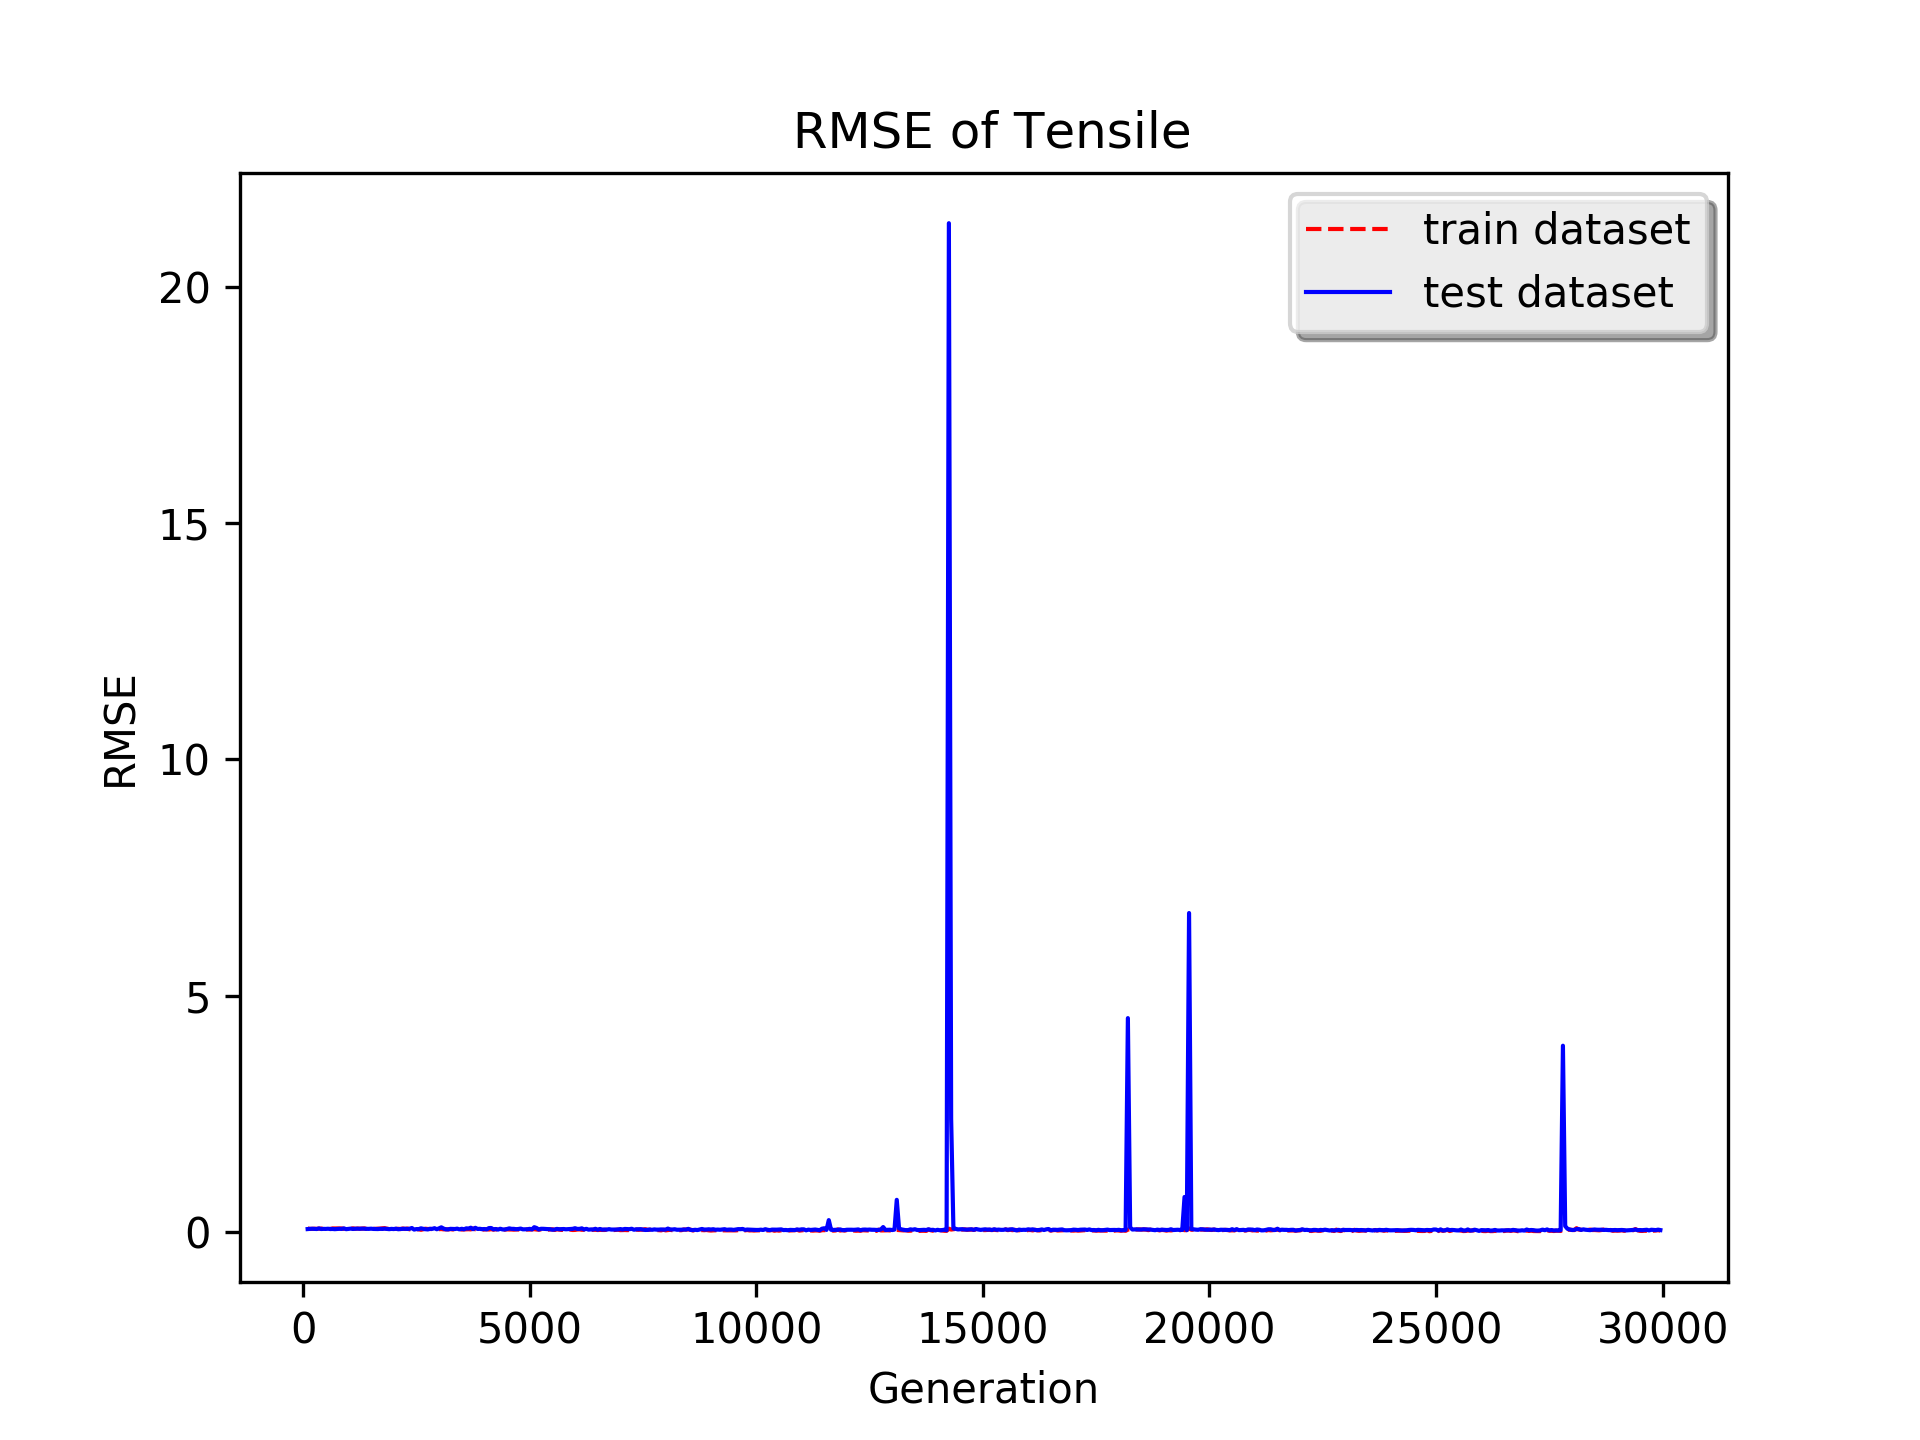 RMSE of Tensile
train dataset
test dataset
20
15
10
5
0
RMSE
0 5000 10000 15000 20000 25000 30000
Generation